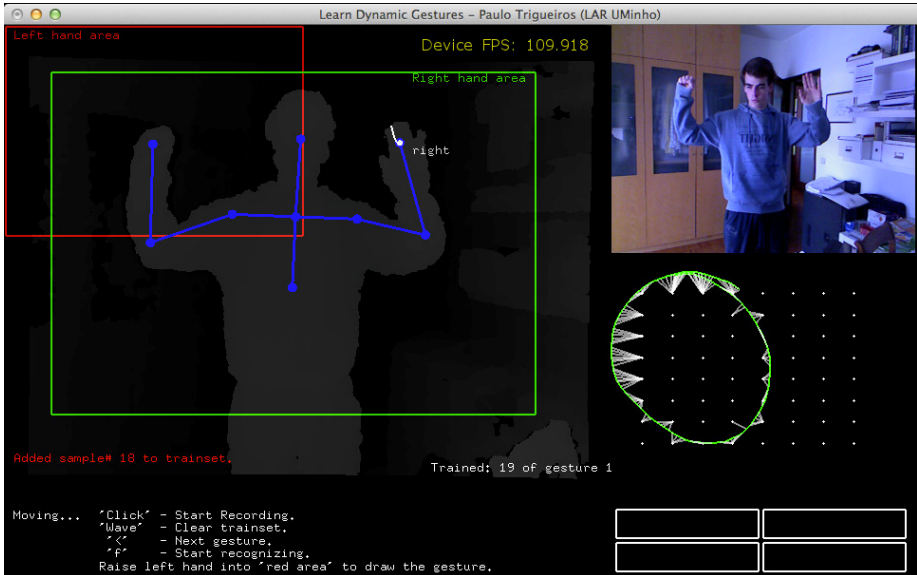 Learn Dynamic Gestures - Paulo Trigueiros (LAR UMinho)
Left hand area
Device FPS: 109.918
Right hand area
right
Added sample# 18 to trainset.
Trained: 19 of gesture 1
Moving... "Click" - Start Recording.
"Wave" - Clear trainset.
"<" - Next gesture.
"f" - Start recognizing.
Raise left hand into "red area" to draw the gesture.